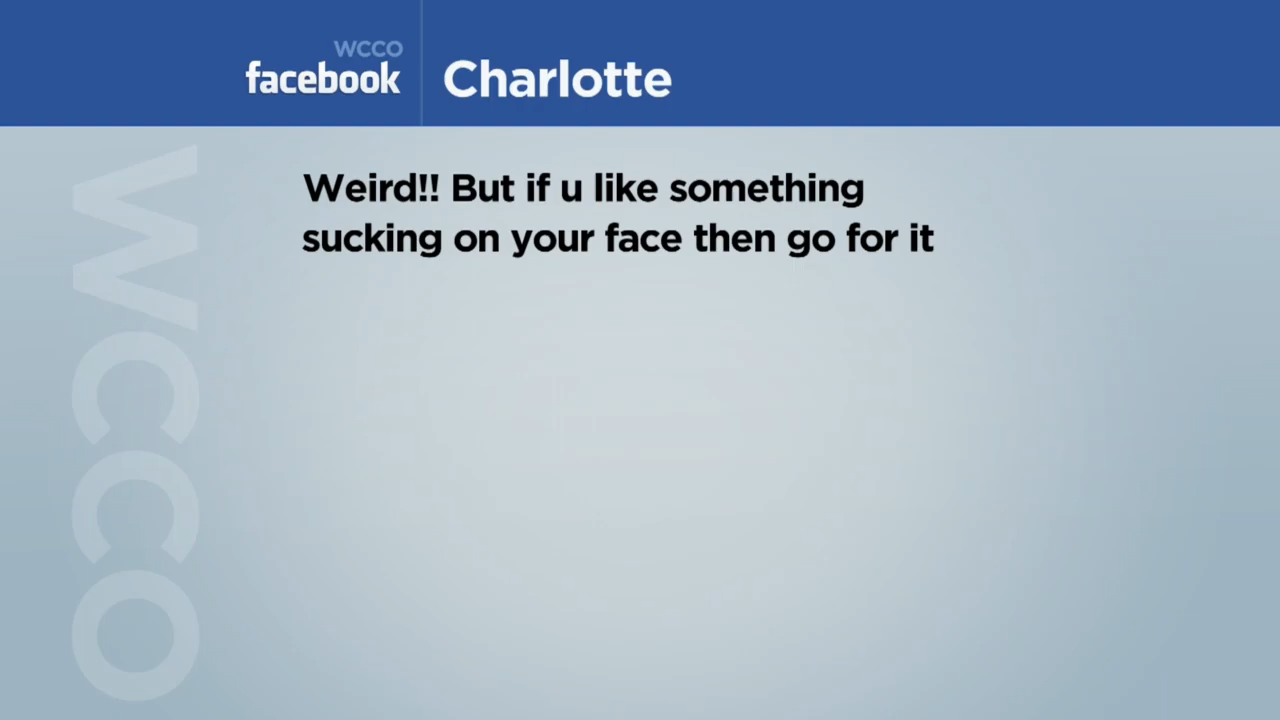 WCCO
facebook
Charlotte
Weird!! But if u like something
sucking on your face then go for it
WCCO